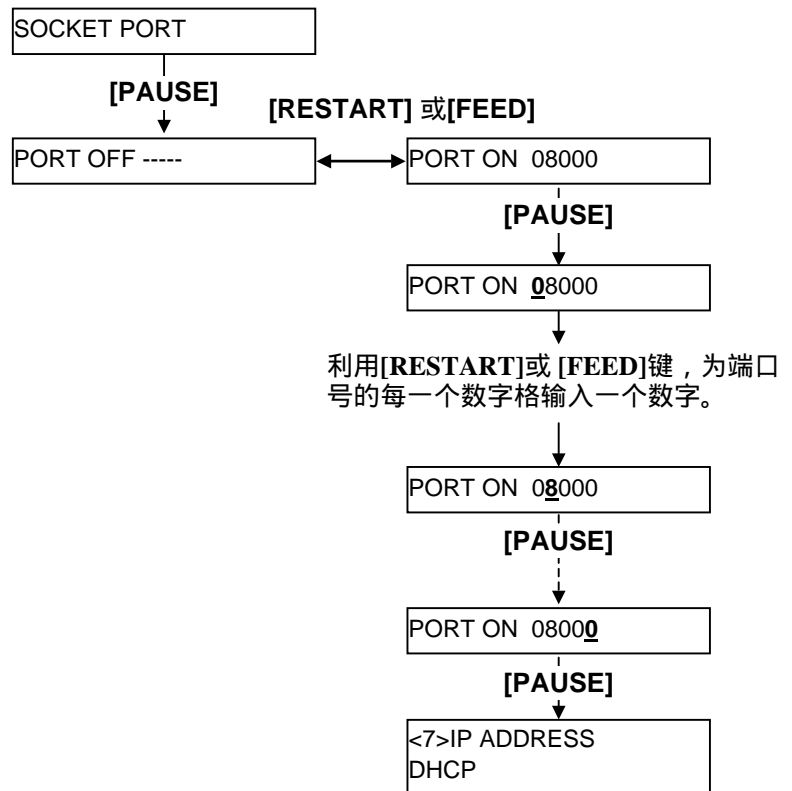 SOCKET PORT
[PAUSE]
[RESTART] 或[FEED]
PORT OFF -----
PORT ON 08000
[PAUSE]
PORT ON 08000
利用[RESTART]或 [FEED]键，为端口
号的每一个数字格输入一个数字。
PORT ON 08000
[PAUSE]
PORT ON 08000
[PAUSE]
<7>IP ADDRESS
DHCP